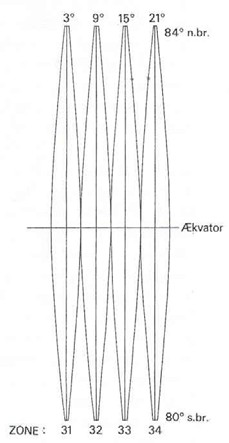 3° 9° 15° 21°
84° n.br.
Ækvator
80° s.br.
ZONE: 31 32 33 34